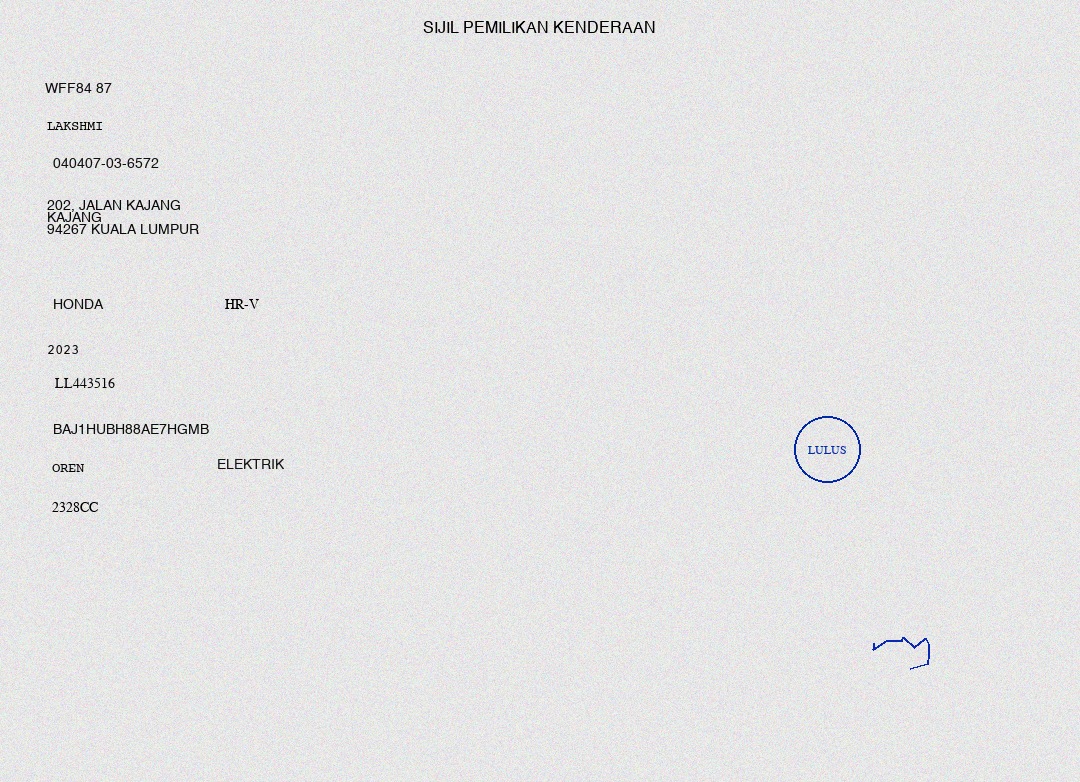 SIJIL PEMILIKAN KENDERAAN
WFF84 87
LAKSHMI
040407-03-6572
202, JALAN KAJANG
KAJANG
94267 KUALA LUMPUR
HONDA HR-V
2023
LL443516
BAJ1HUBH88AE7HGMB
OREN ELEKTRIK
2328CC
LULUS